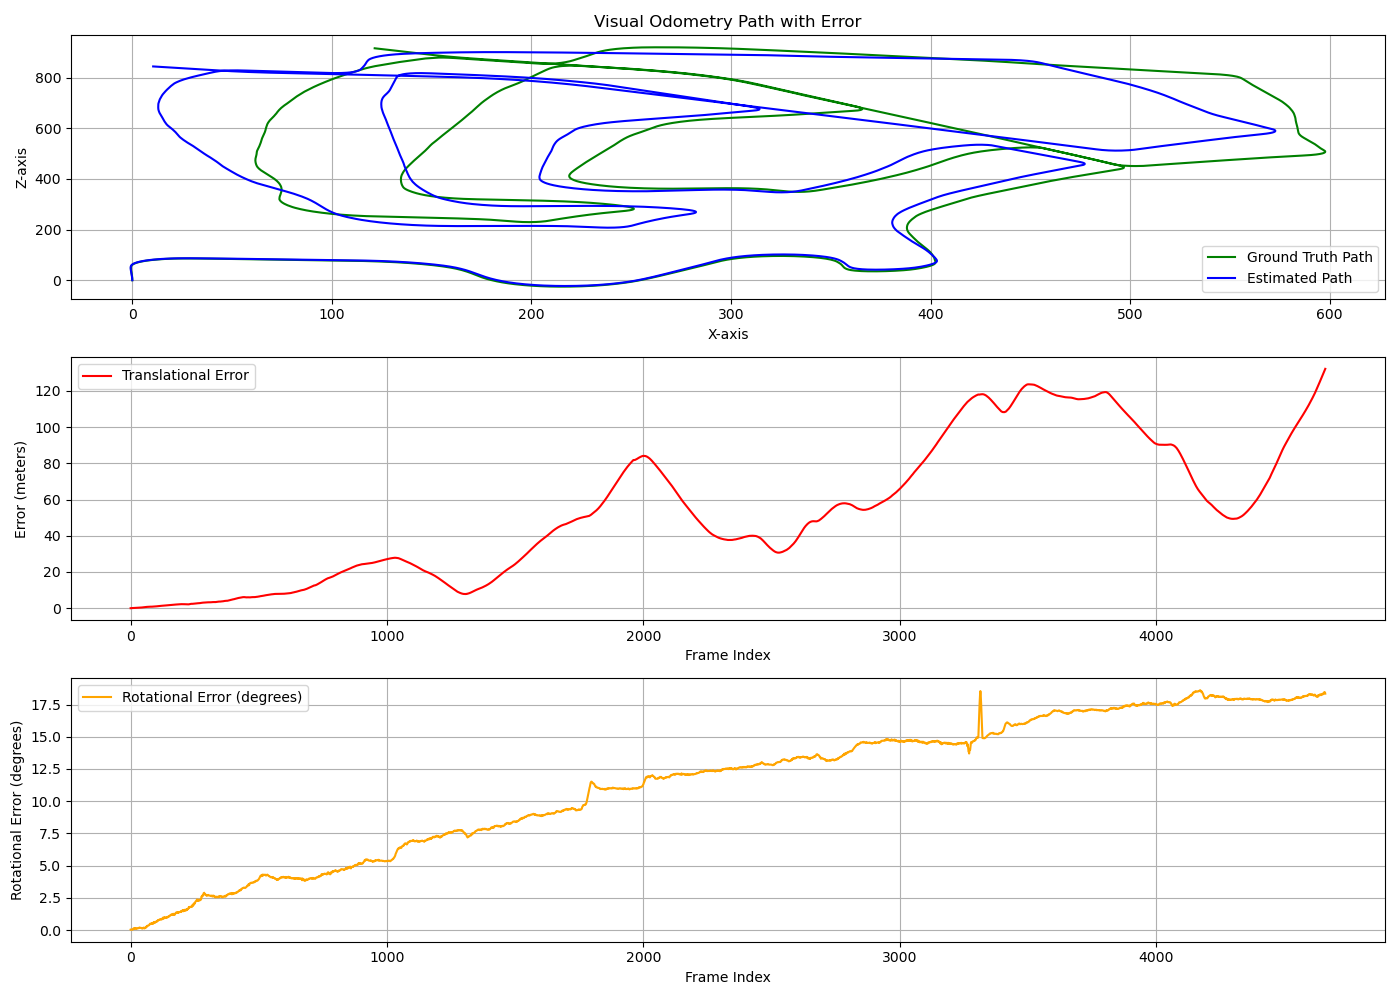 Visual Odometry Path with Error
Z-axis
800
600
400
200
0
Ground Truth Path
Estimated Path
0 100 200 300 400 500 600
X-axis
Error (meters)
120
100
80
60
40
20
0
Translational Error
0 1000 2000 3000 4000
Frame Index
Rotational Error (degrees)
17.5
15.0
12.5
10.0
7.5
5.0
2.5
0.0
Rotational Error (degrees)
0 1000 2000 3000 4000
Frame Index